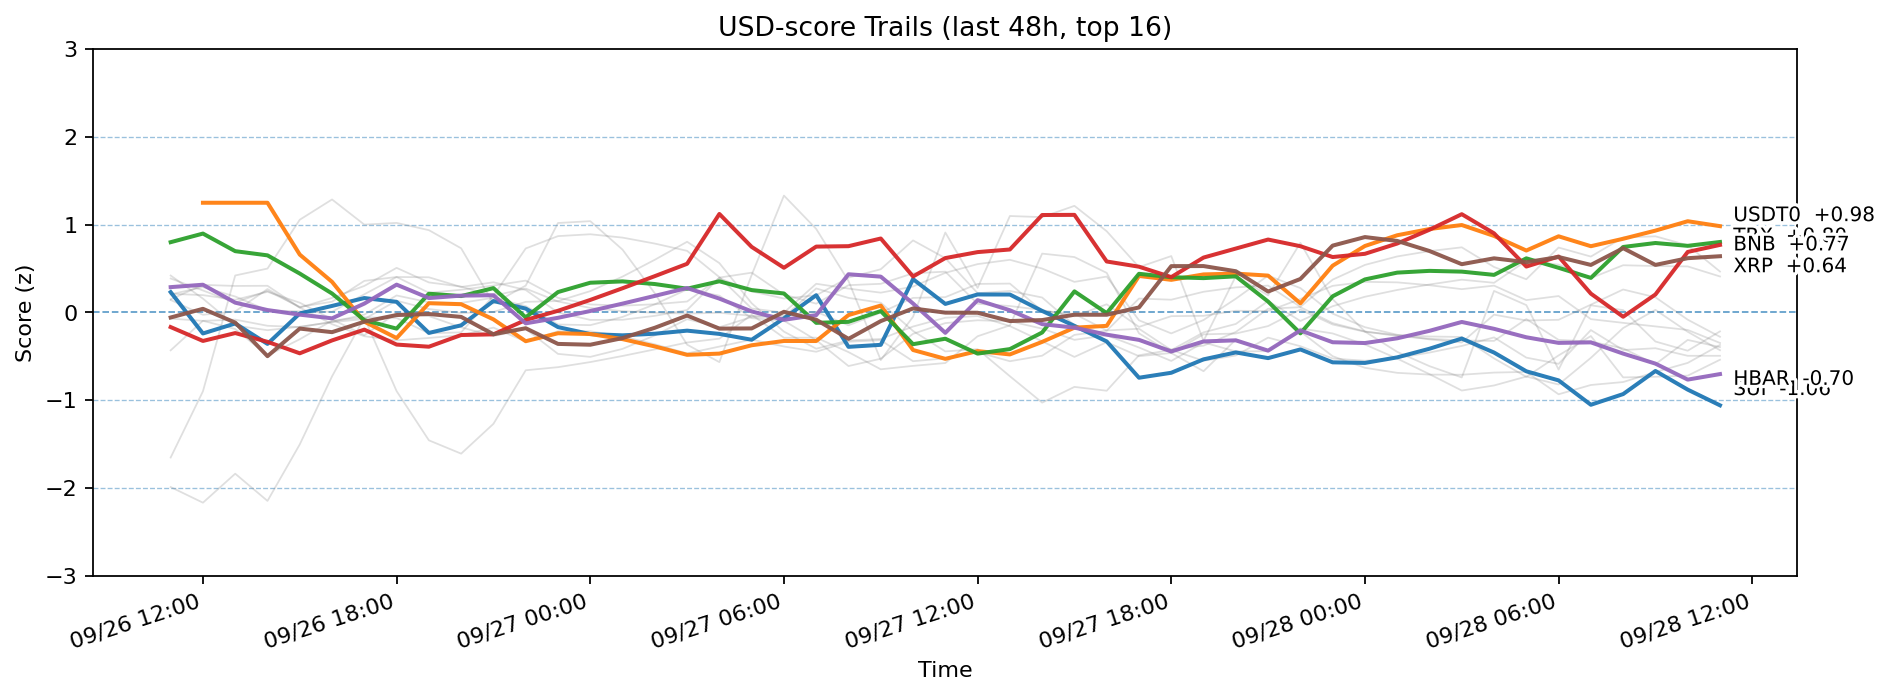 USD-score Trails (last 48h, top 16)
Score (z)
3
2
1
0
−1
−2
−3
USDT0 +0.98
BNB +0.77
XRP +0.64
HBAR -0.70
-1.06
09/26 12:00
09/26 18:00
09/27 00:00
09/27 06:00
09/27 12:00
09/27 18:00
09/28 00:00
09/28 06:00
09/28 12:00
Time